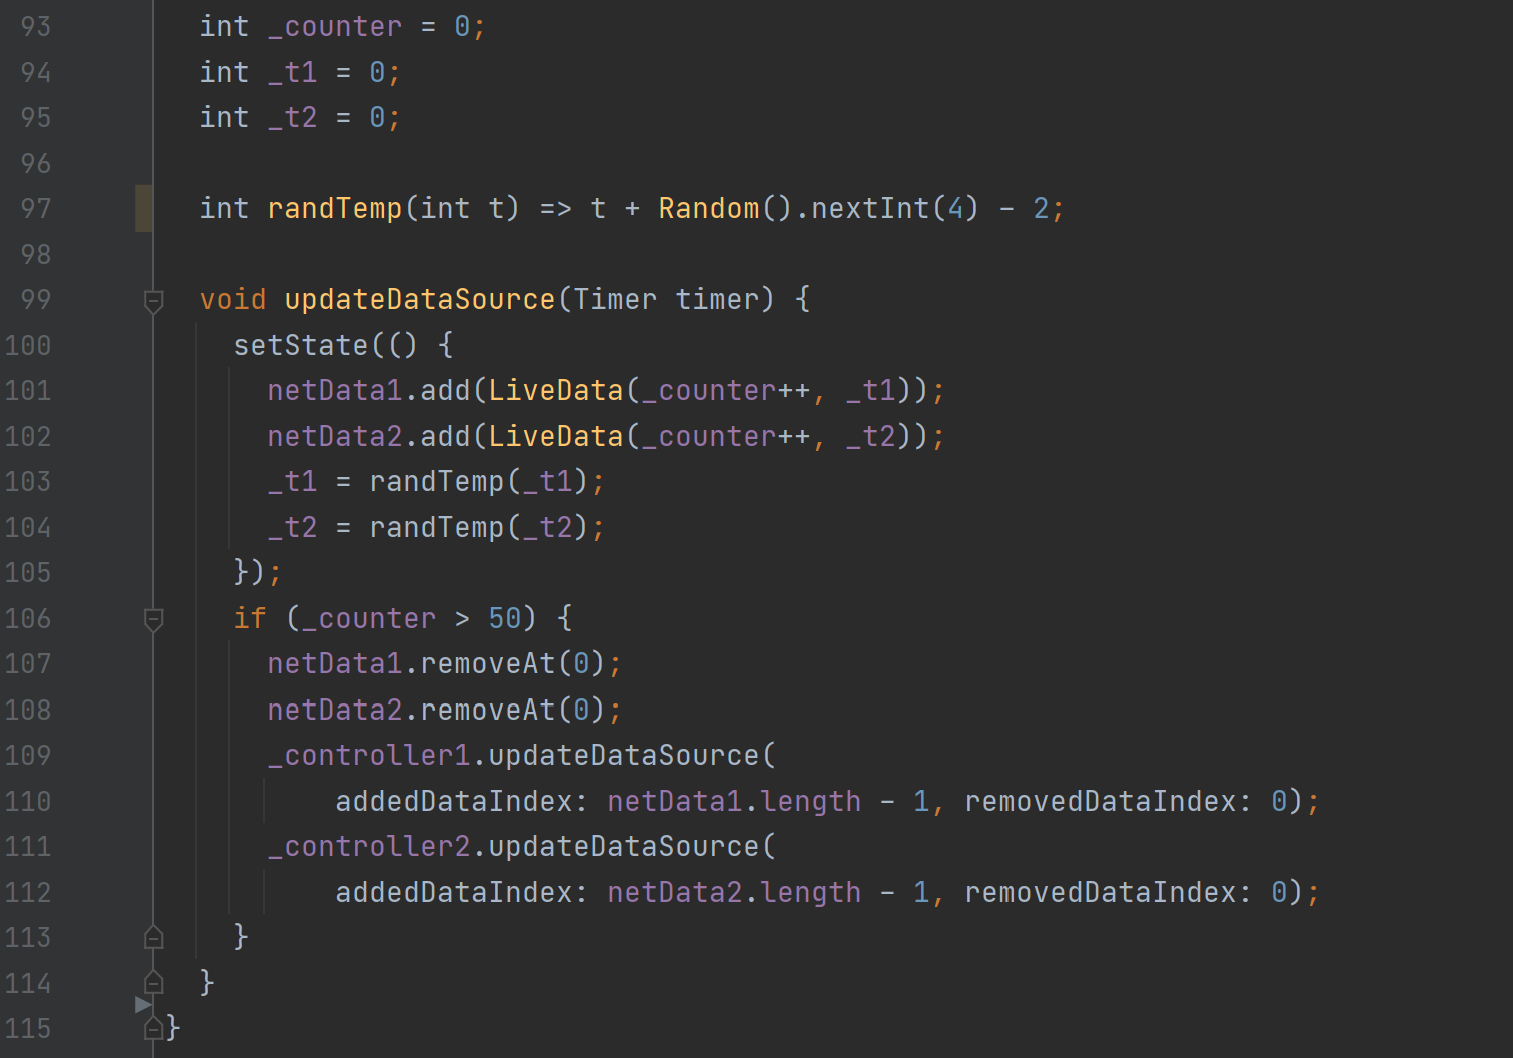 93 int _counter = 0;
94 int _t1 = 0;
95 int _t2 = 0;
96
97 int randTemp(int t) => t + Random().nextInt(4) - 2;
98
99 void updateDataSource(Timer timer) {
100 setState(() {
101 netData1.add(LiveData(_counter++, _t1));
102 netData2.add(LiveData(_counter++, _t2));
103 _t1 = randTemp(_t1);
104 _t2 = randTemp(_t2);
105 });
106 if (_counter > 50) {
107 netData1.removeAt(0);
108 netData2.removeAt(0);
109 _controller1.updateDataSource(
110 addedDataIndex: netData1.length - 1, removedDataIndex: 0);
111 _controller2.updateDataSource(
112 addedDataIndex: netData2.length - 1, removedDataIndex: 0);
113 }
114 }
115 }